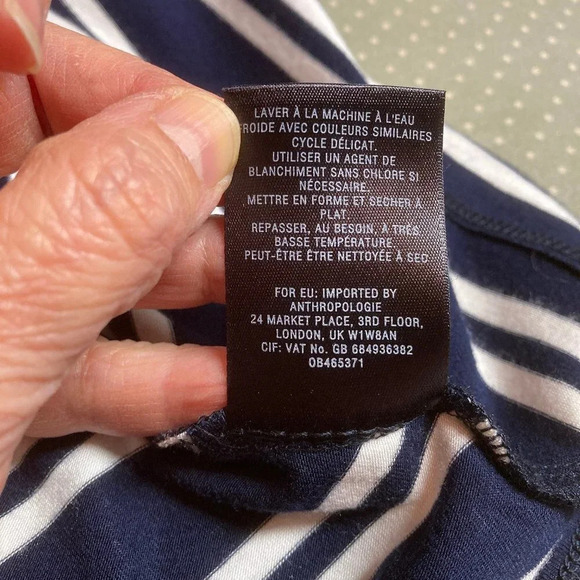 LAVER À LA MACHINE À L'EAU
FROIDE AVEC COULEURS SIMILAIRES
CYCLE DÉLICAT.
UTILISER UN AGENT DE
BLANCHIMENT SANS CHLORE SI
NÉCESSAIRE.
METTRE EN FORME ET SÉCHER À
PLAT.
REPASSER, AU BESOIN, À TRÈS
BASSE TEMPÉRATURE
PEUT-ÊTRE ÊTRE NETTOYÉE À SEC
FOR EU: IMPORTED BY
ANTHROPOLOGIE
24 MARKET PLACE, 3RD FLOOR,
LONDON, UK W1W8AN
CIF: VAT No. GB 684936382
OB465371